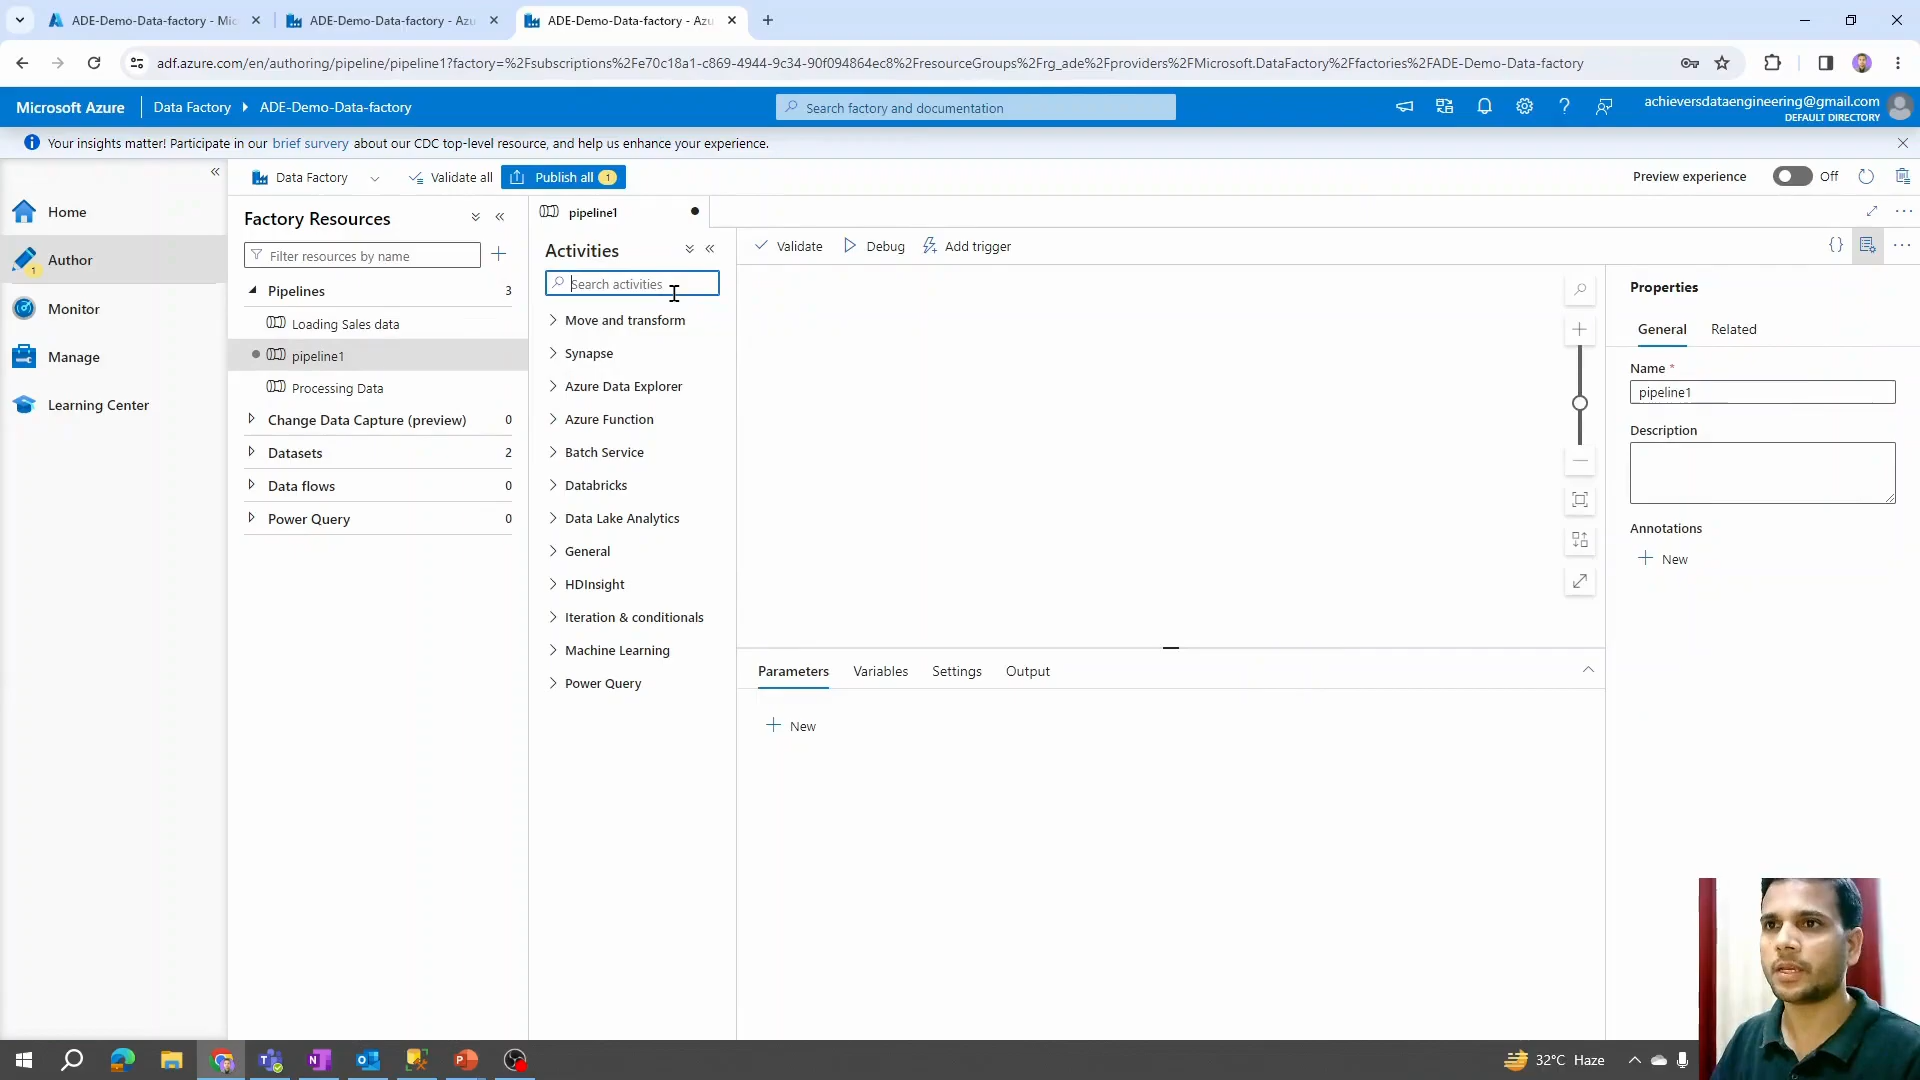 ADE-Demo-Data-factory - Mic
ADE-Demo-Data-factory - Azu
ADE-Demo-Data-factory - Azu
adf.azure.com/en/authoring/pipeline/pipeline1?factory=%2Fsubscriptions%2Fe70c18a1-c869-4944-9c34-90f094864ec8%2FresourceGroups%2Frg_ade%2Fproviders%2FMicrosoft.DataFactory%2Ffactories%2FADE-Demo-Data-factory
Microsoft Azure
Data Factory
ADE-Demo-Data-factory
Search factory and documentation
achieversdataengineering@gmail.com
DEFAULT DIRECTORY
Your insights matter! Participate in our brief survey about our CDC top-level resource, and help us enhance your experience.
Home
Author
1
Monitor
Manage
Learning Center
Data Factory
Validate all
Publish all 1
Preview experience
Off
Factory Resources
Filter resources by name
Pipelines 3
Loading Sales data
pipeline1
Processing Data
Change Data Capture (preview) 0
Datasets 2
Data flows 0
Power Query 0
pipeline1
Activities
Search activities
Move and transform
Synapse
Azure Data Explorer
Azure Function
Batch Service
Databricks
Data Lake Analytics
General
HDInsight
Iteration & conditionals
Machine Learning
Power Query
Validate
Debug
Add trigger
{}
Parameters
Variables
Settings
Output
New
Properties
General
Related
Name *
pipeline1
Description
Annotations
New
32°C Haze